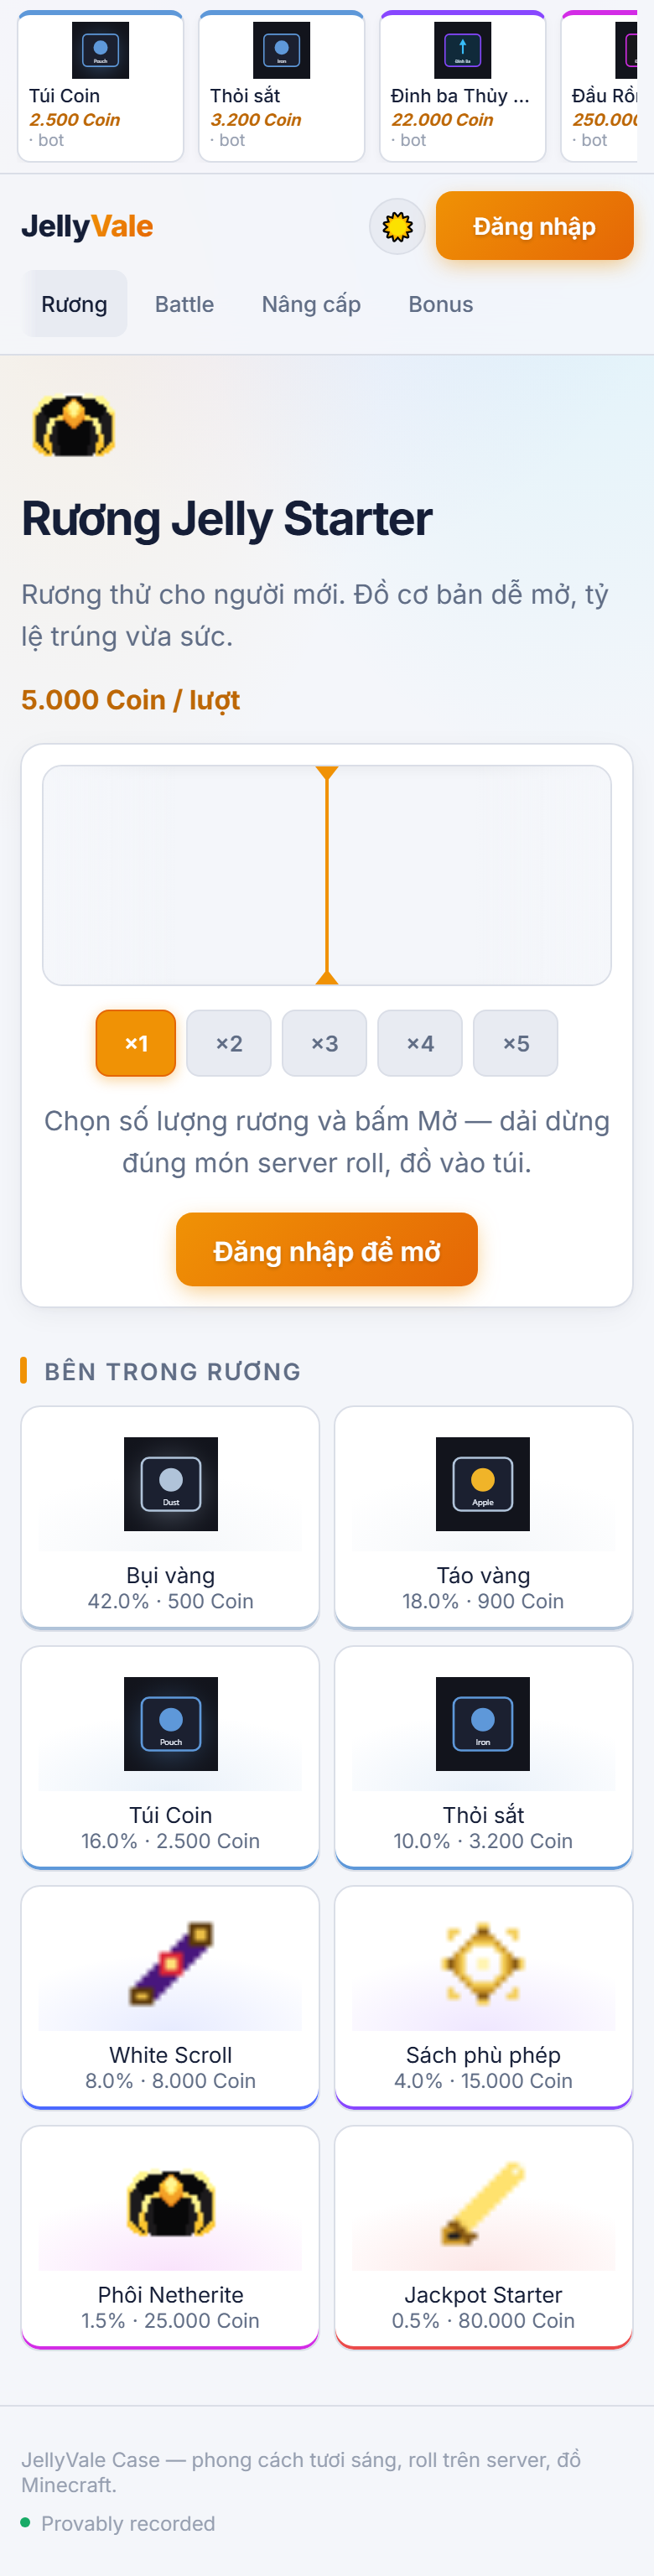 Pouch
Iron
Đinh Ba
Túi Coin
Thỏi sắt
Đinh ba Thủy ...
Đầu Rồ
2.500 Coin
3.200 Coin
22.000 Coin
250.000
· bot
· bot
· bot
· bot
JellyVale
Đăng nhập
Rương
Battle
Nâng cấp
Bonus
Rương Jelly Starter
Rương thử cho người mới. Đồ cơ bản dễ mở, tỷ
lệ trúng vừa sức.
5.000 Coin / lượt
×1
×2
×3
×4
×5
Chọn số lượng rương và bấm Mở — dải dừng
đúng món server roll, đồ vào túi.
Đăng nhập để mở
BÊN TRONG RƯƠNG
Dust
Apple
Bụi vàng
Táo vàng
42.0% · 500 Coin
18.0% · 900 Coin
Pouch
Iron
Túi Coin
Thỏi sắt
16.0% · 2.500 Coin
10.0% · 3.200 Coin
White Scroll
Sách phù phép
8.0% · 8.000 Coin
4.0% · 15.000 Coin
Phôi Netherite
Jackpot Starter
1.5% · 25.000 Coin
0.5% · 80.000 Coin
JellyVale Case — phong cách tươi sáng, roll trên server, đồ
Minecraft.
Provably recorded